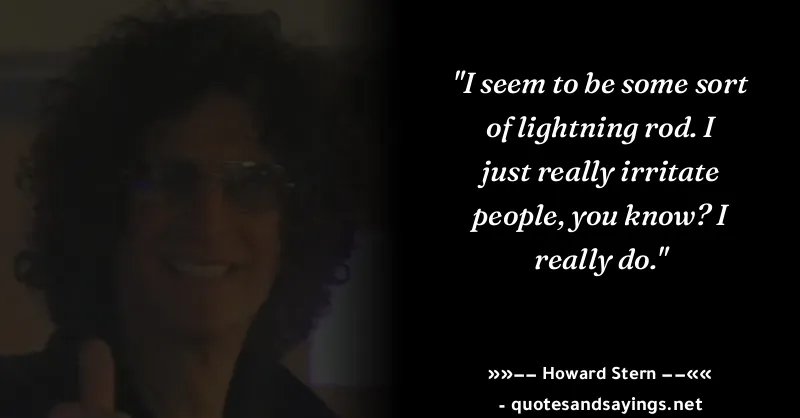 "I seem to be some sort
of lightning rod. I
just really irritate
people, you know? I
really do."
»»–– Howard Stern ––««
- quotesandsayings.net